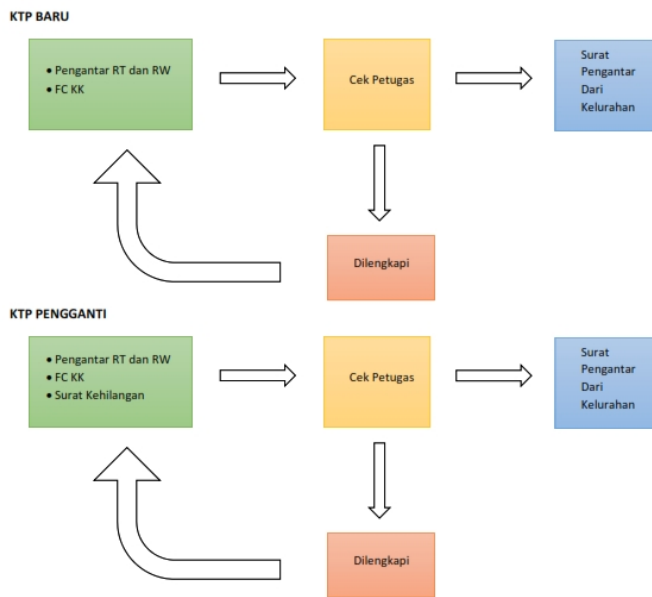 KTP BARU
• Pengantar RT dan RW
• FC KK
Cek Petugas
Surat
Pengantar
Dari
Kelurahan
Dilengkapi
KTP PENGGANTI
• Pengantar RT dan RW
• FC KK
• Surat Kehilangan
Cek Petugas
Surat
Pengantar
Dari
Kelurahan
Dilengkapi